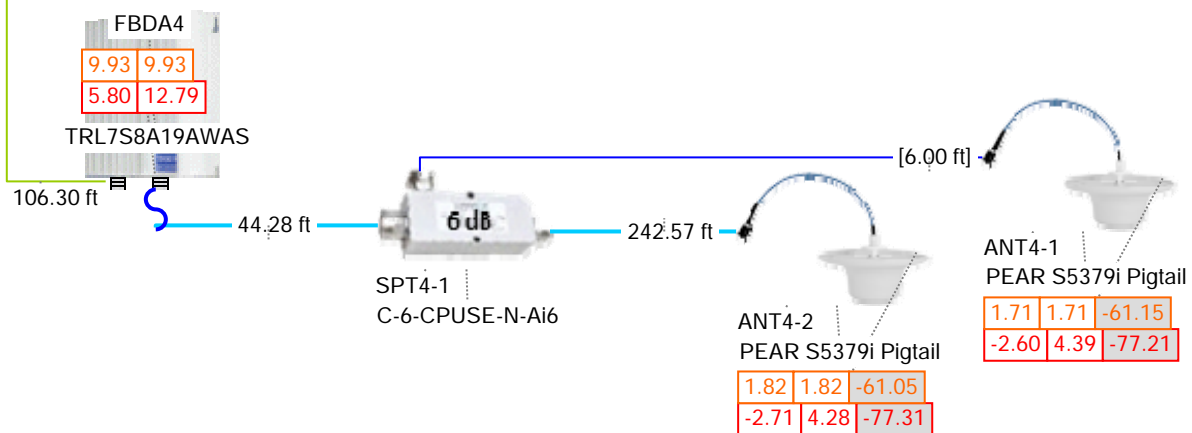 FBDA4
9.93 9.93
5.80 12.79
TRL7S8A19AWAS
106.30 ft
44.28 ft
6 dB
SPT4-1
C-6-CPUSE-N-Ai6
242.57 ft
[6.00 ft]
ANT4-2
PEAR S5379i Pigtail
1.82 1.82 -61.05
-2.71 4.28 -77.31
ANT4-1
PEAR S5379i Pigtail
1.71 1.71 -61.15
-2.60 4.39 -77.21